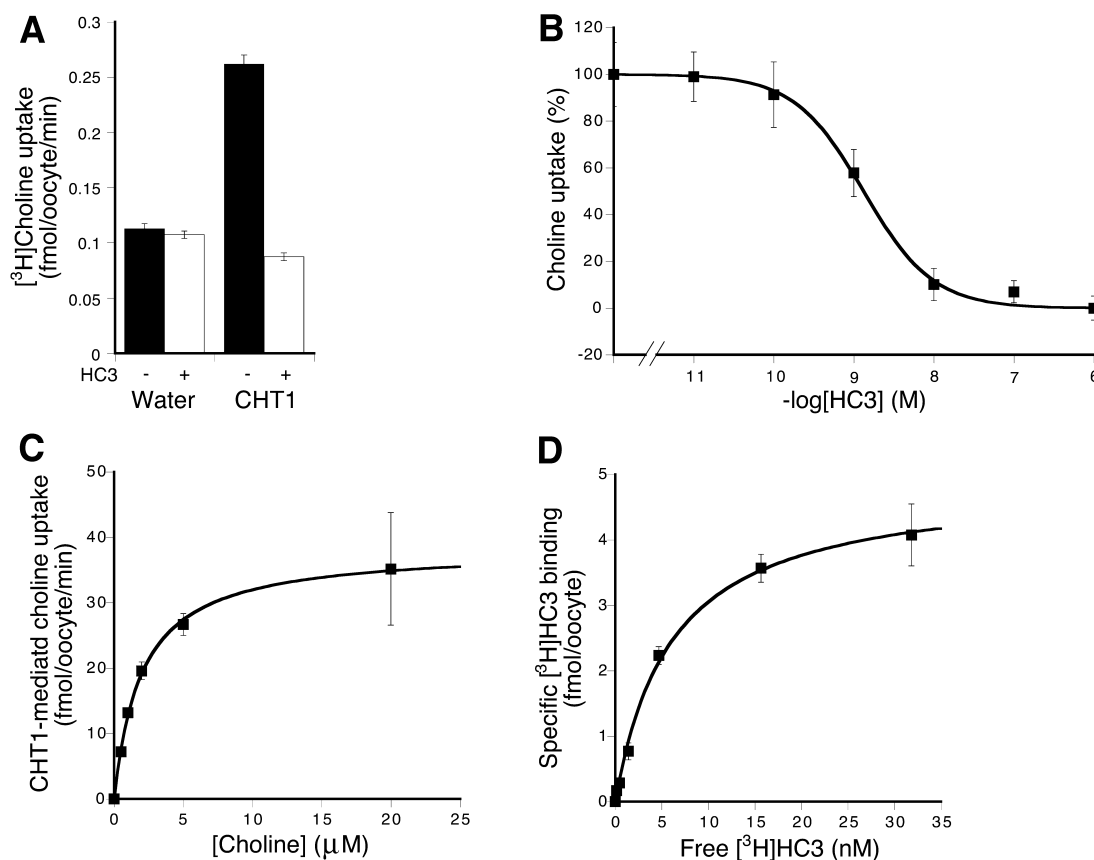 A
[³H]Choline uptake
(fmol/oocyte/min)
0.3
0.25
0.2
0.15
0.1
0.05
0
HC3 - + - +
Water CHT1
B
Choline uptake (%)
120
100
80
60
40
20
0
-20
11 10 9 8 7 6
-log[HC3] (M)
C
CHT1-mediatd choline uptake
(fmol/oocyte/min)
50
40
30
20
10
0
0 5 10 15 20 25
[Choline] (μM)
D
Specific [³H]HC3 binding
(fmol/oocyte)
5
4
3
2
1
0
0 5 10 15 20 25 30 35
Free [³H]HC3 (nM)